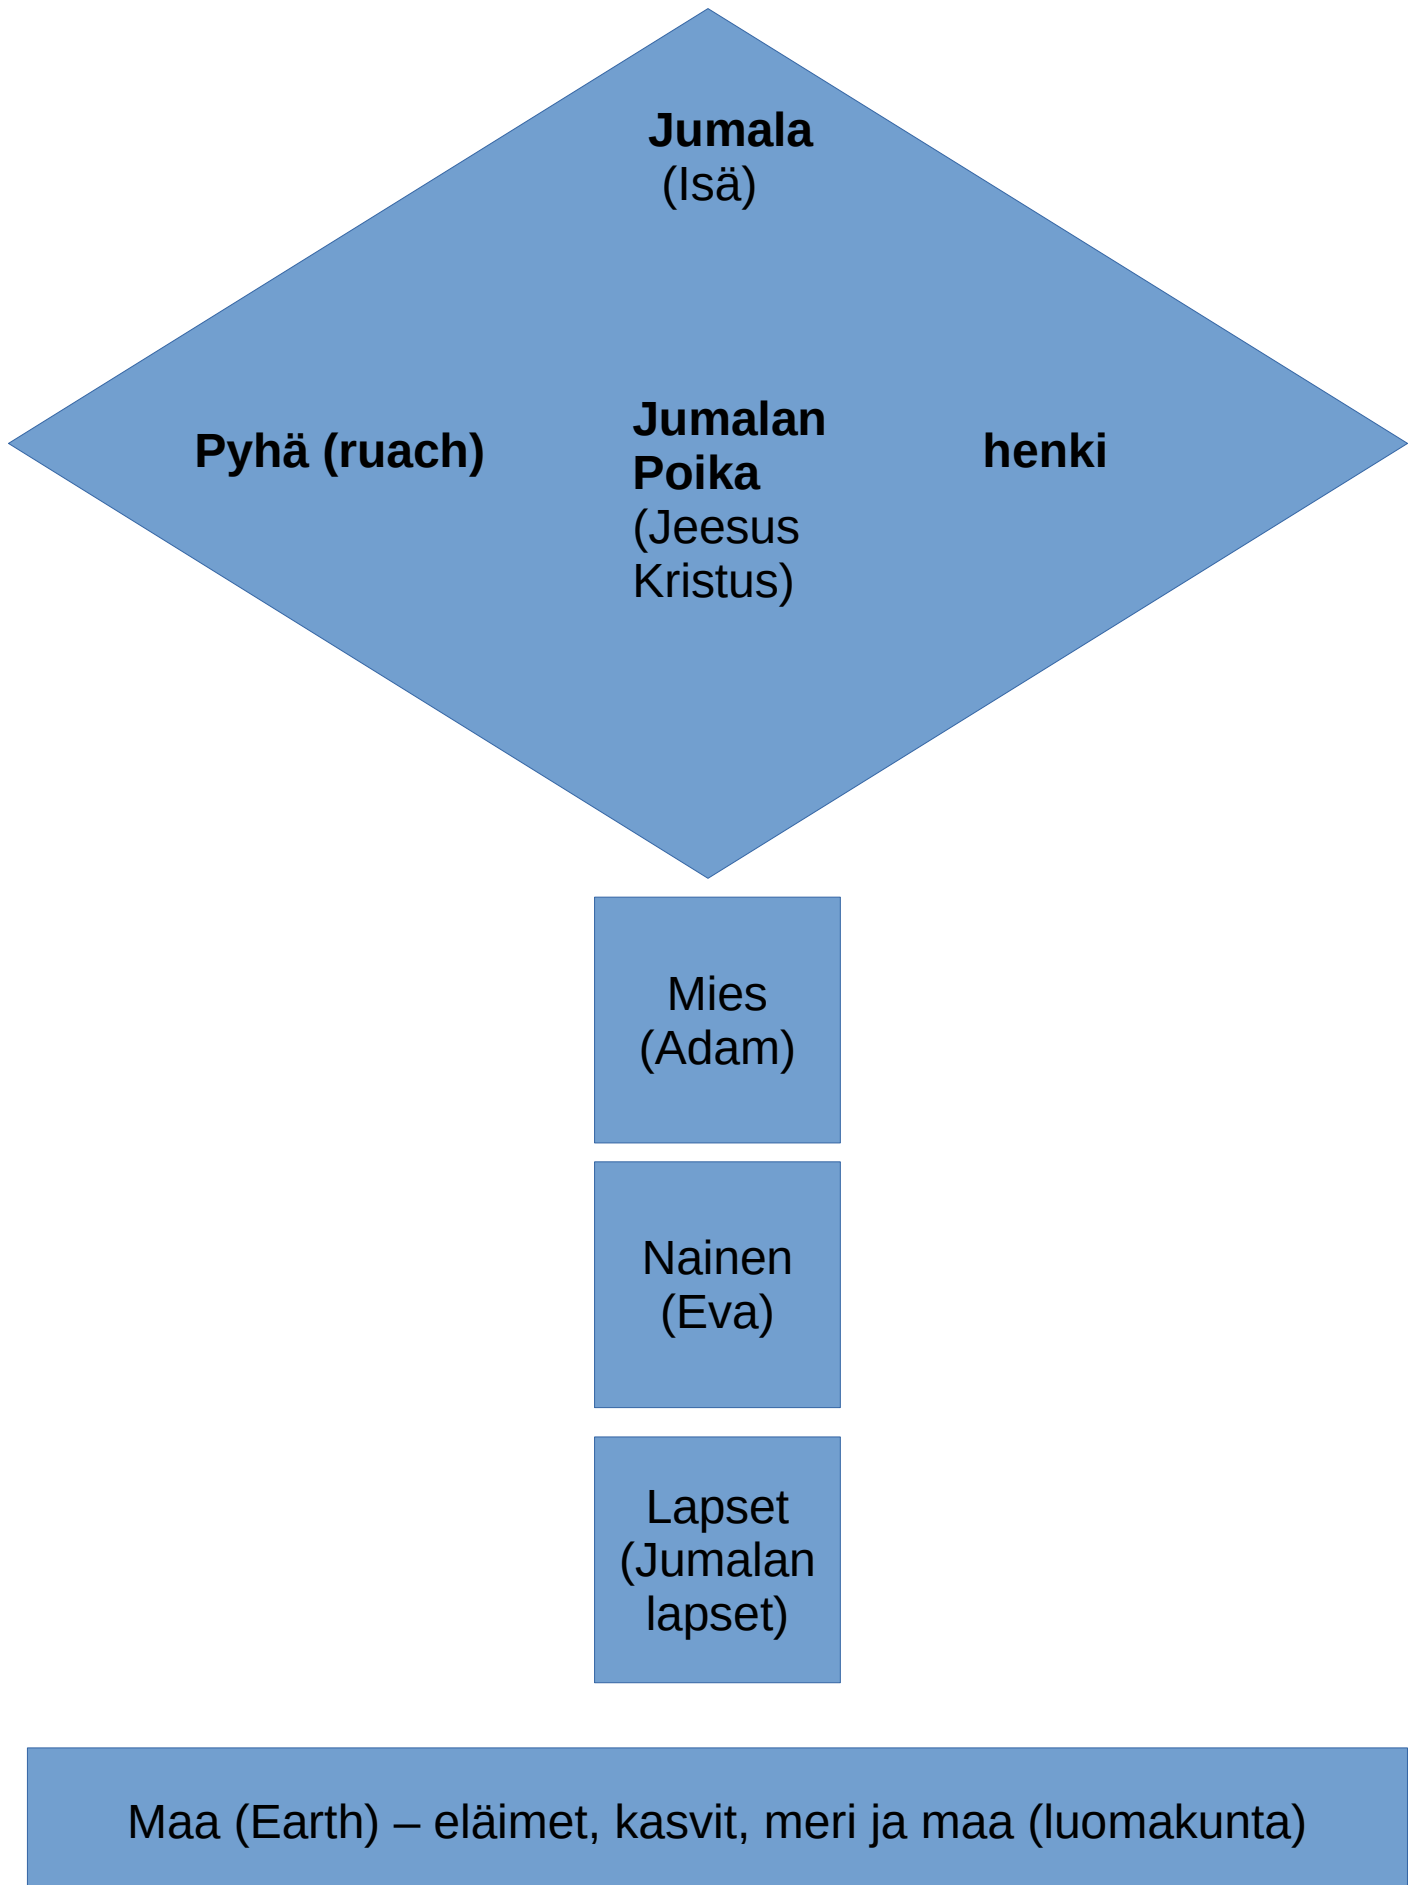 Jumala
(Isä)
Pyhä (ruach)
Jumalan
Poika
(Jeesus
Kristus)
henki
Mies
(Adam)
Nainen
(Eva)
Lapset
(Jumalan
lapset)
Maa (Earth) – eläimet, kasvit, meri ja maa (luomakunta)